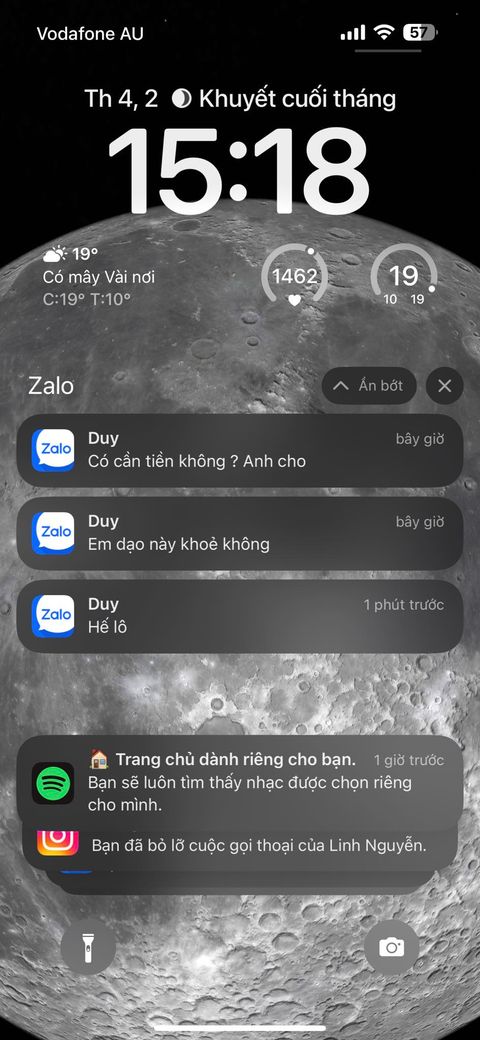 Vodafone AU
57
Th 4, 2 Khuyết cuối tháng
15:18
19°
Có mây Vài nơi
C:19° T:10°
1462
19
10 19
Zalo
Ẩn bớt
Zalo
Duy
bây giờ
Có cần tiền không ? Anh cho
Zalo
Duy
bây giờ
Em dạo này khoẻ không
Zalo
Duy
1 phút trước
Hế lô
Trang chủ dành riêng cho bạn.
1 giờ trước
Bạn sẽ luôn tìm thấy nhạc được chọn riêng
cho mình.
Bạn đã bỏ lỡ cuộc gọi thoại của Linh Nguyễn.